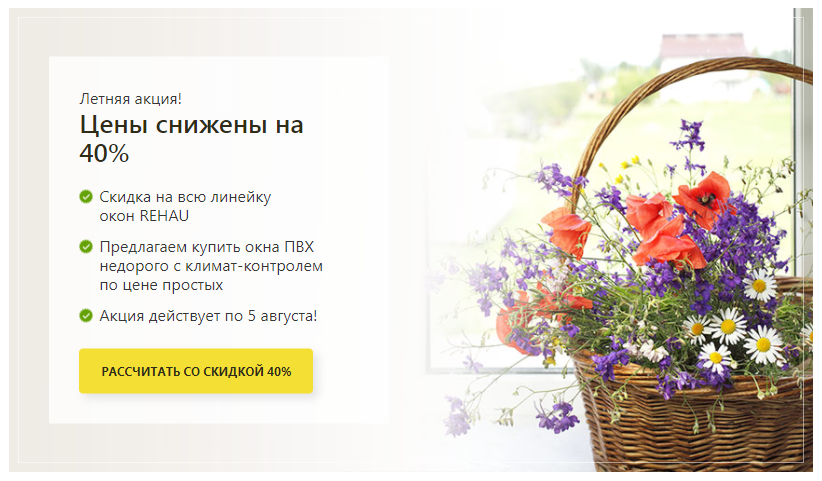 Летняя акция!
Цены снижены на
40%
Скидка на всю линейку
окон REHAU
Предлагаем купить окна ПВХ
недорого с климат-контролем
по цене простых
Акция действует по 5 августа!
РАССЧИТАТЬ СО СКИДКОЙ 40%